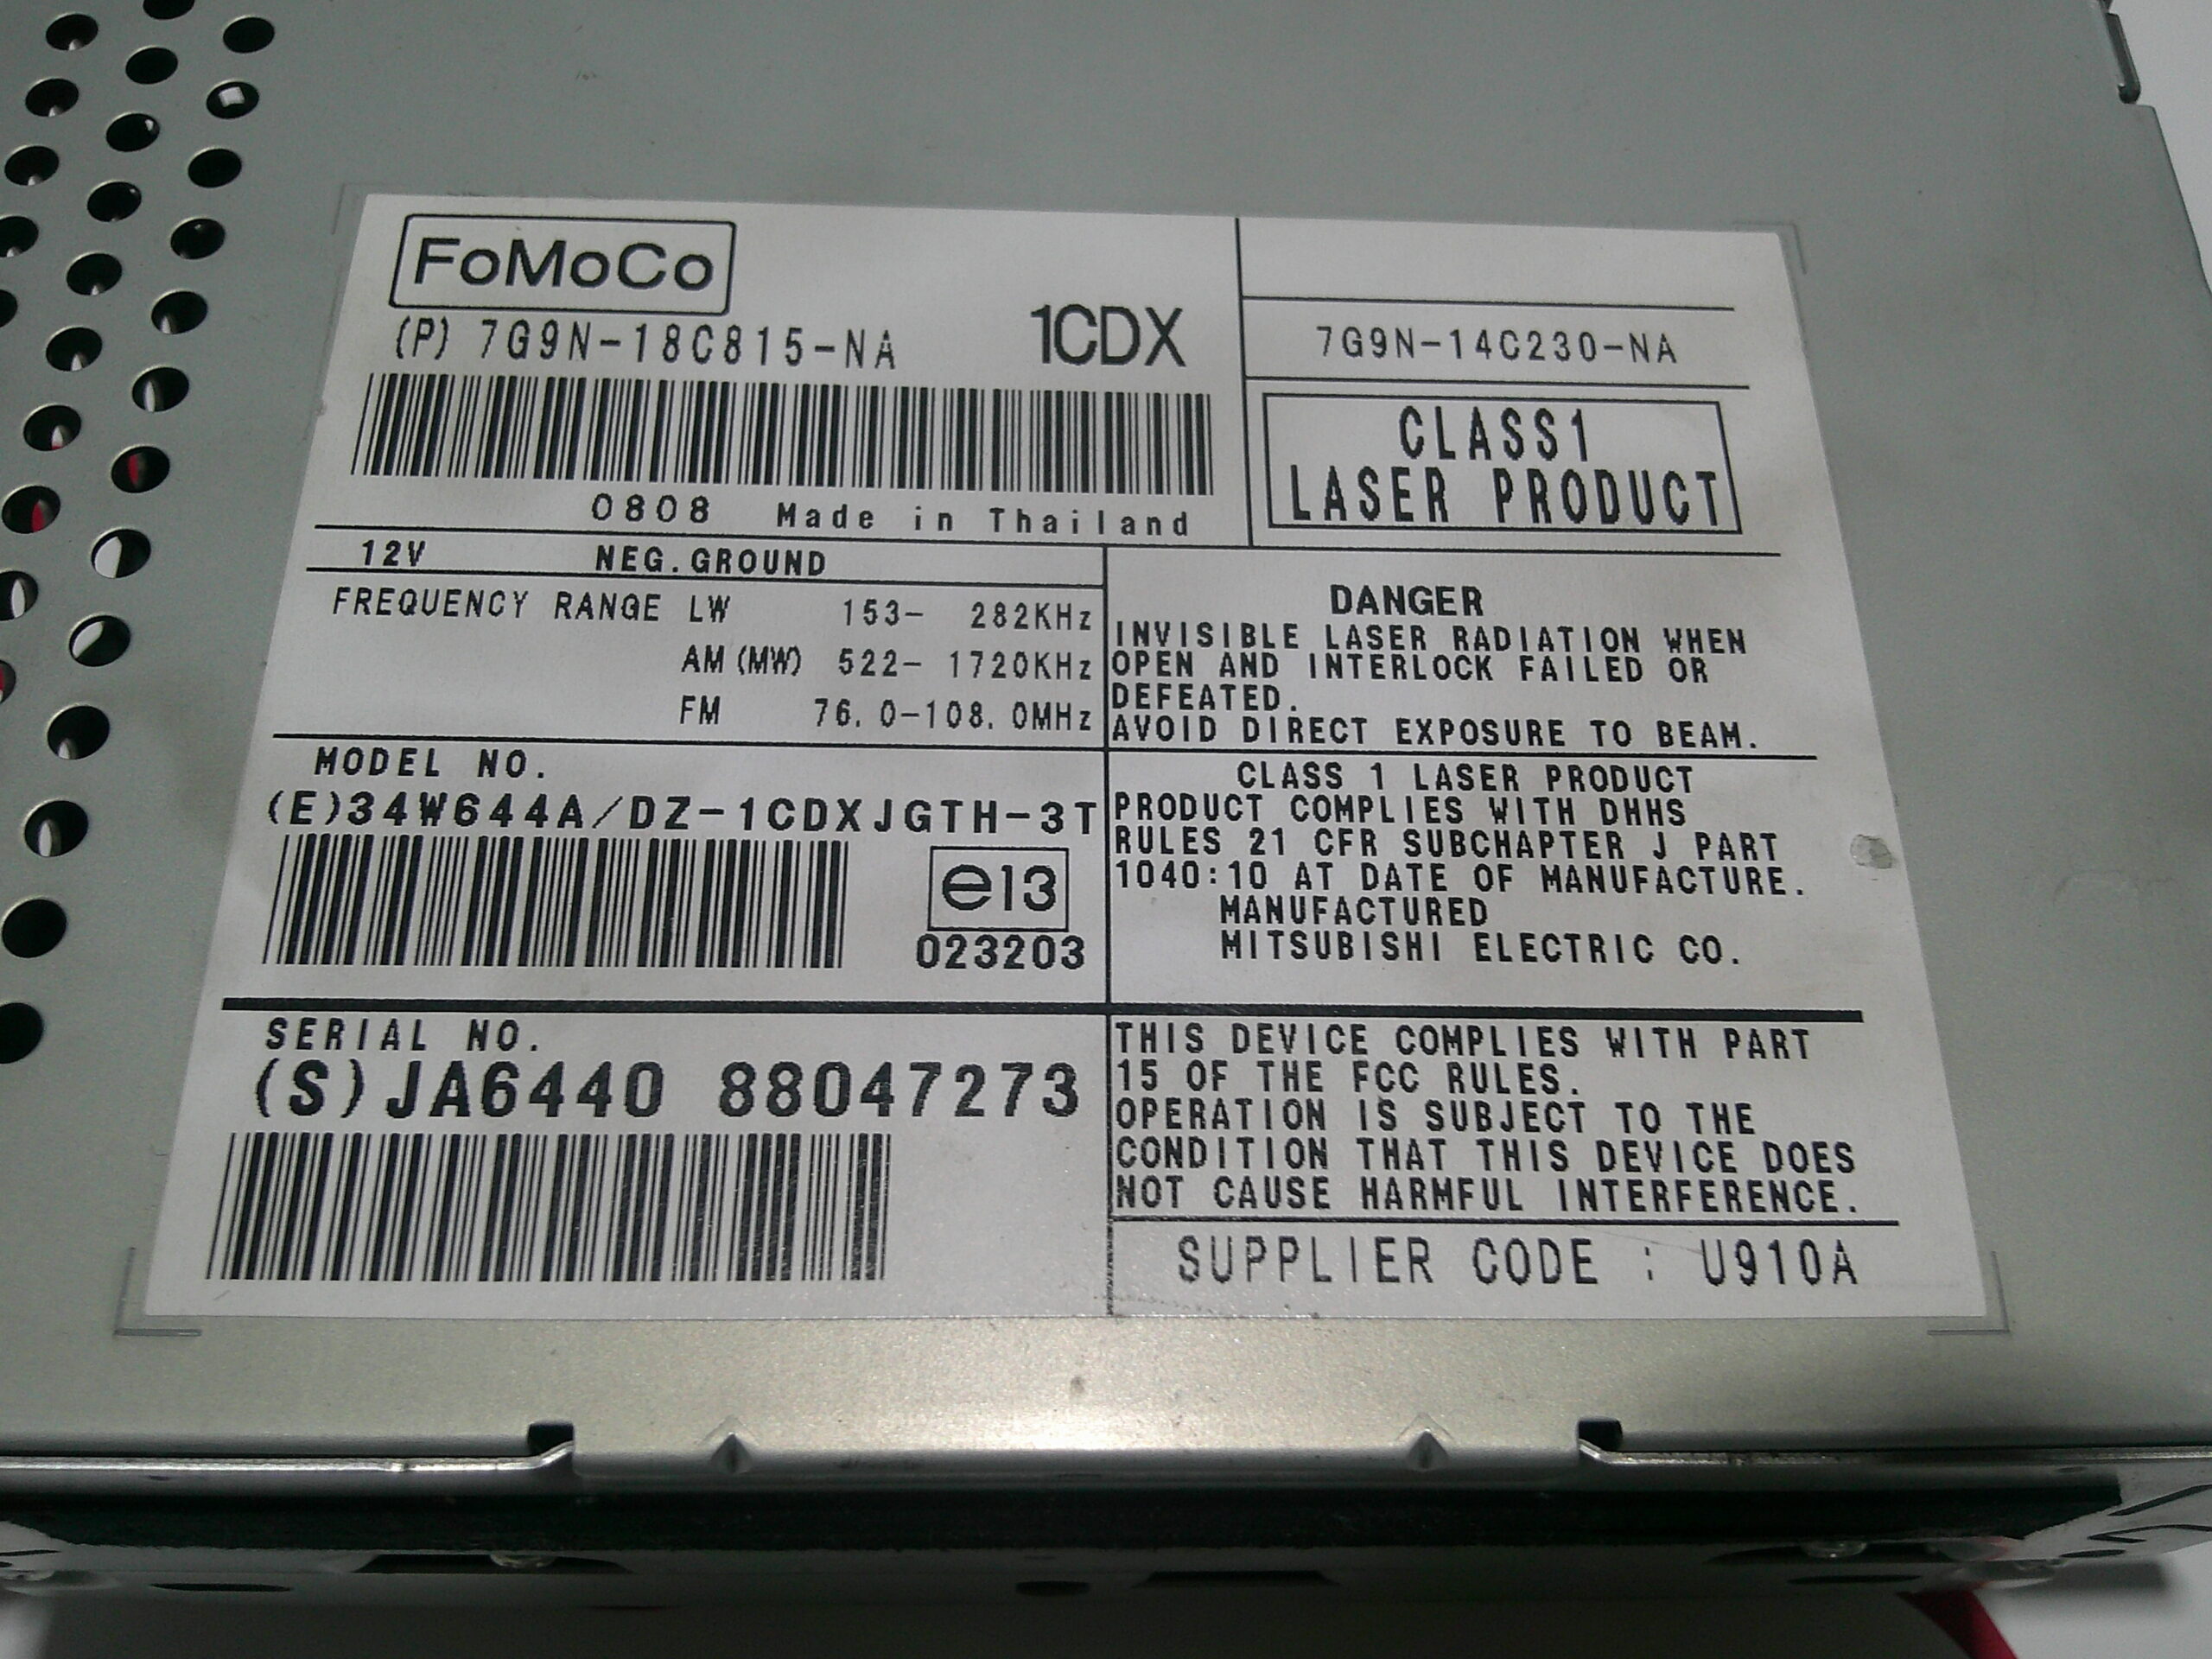 FoMoCo
(P) 7G9N-18C815-NA 1CDX
0808 Made in Thailand
7G9N-14C230-NA
CLASS1
LASER PRODUCT
12V NEG.GROUND
FREQUENCY RANGE LW 153- 282KHz
AM(MW) 522- 1720KHz
FM 76.0-108.0MHz
DANGER
INVISIBLE LASER RADIATION WHEN
OPEN AND INTERLOCK FAILED OR
DEFEATED.
AVOID DIRECT EXPOSURE TO BEAM.
MODEL NO.
(E)34W644A/DZ-1CDXJGTH-3T
e13
023203
CLASS 1 LASER PRODUCT
PRODUCT COMPLIES WITH DHHS
RULES 21 CFR SUBCHAPTER J PART
1040:10 AT DATE OF MANUFACTURE.
MANUFACTURED
MITSUBISHI ELECTRIC CO.
SERIAL NO.
(S)JA6440 88047273
THIS DEVICE COMPLIES WITH PART
15 OF THE FCC RULES.
OPERATION IS SUBJECT TO THE
CONDITION THAT THIS DEVICE DOES
NOT CAUSE HARMFUL INTERFERENCE.
SUPPLIER CODE : U910A